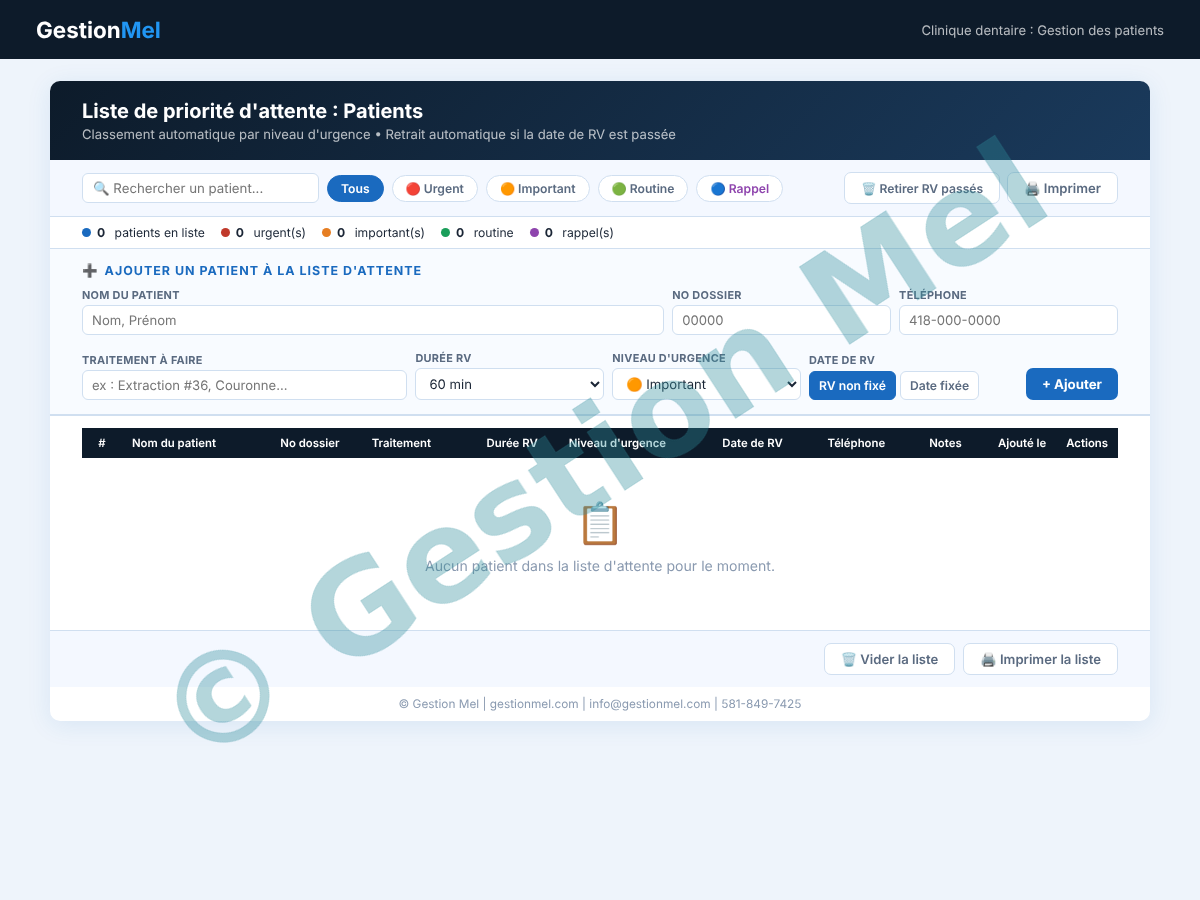 GestionMel
Clinique dentaire : Gestion des patients
Liste de priorité d'attente : Patients
Classement automatique par niveau d'urgence • Retrait automatique si la date de RV est passée
🔍 Rechercher un patient... Tous 🔴 Urgent 🟠 Important 🟢 Routine 🔵 Rappel 🗑️ Retirer RV passés 🖨️ Imprimer
0 patients en liste 0 urgent(s) 0 important(s) 0 routine 0 rappel(s)
➕ AJOUTER UN PATIENT À LA LISTE D'ATTENTE
NOM DU PATIENT NO DOSSIER TÉLÉPHONE
Nom, Prénom 00000 418-000-0000
TRAITEMENT À FAIRE DURÉE RV NIVEAU D'URGENCE DATE DE RV
ex : Extraction #36, Couronne... 60 min 🟠 Important RV non fixé Date fixée + Ajouter
# Nom du patient No dossier Traitement Durée RV Niveau d'urgence Date de RV Téléphone Notes Ajouté le Actions
Aucun patient dans la liste d'attente pour le moment.
🗑️ Vider la liste 🖨️ Imprimer la liste
© Gestion Mel | gestionmel.com | info@gestionmel.com | 581-849-7425
© Gestion Mel